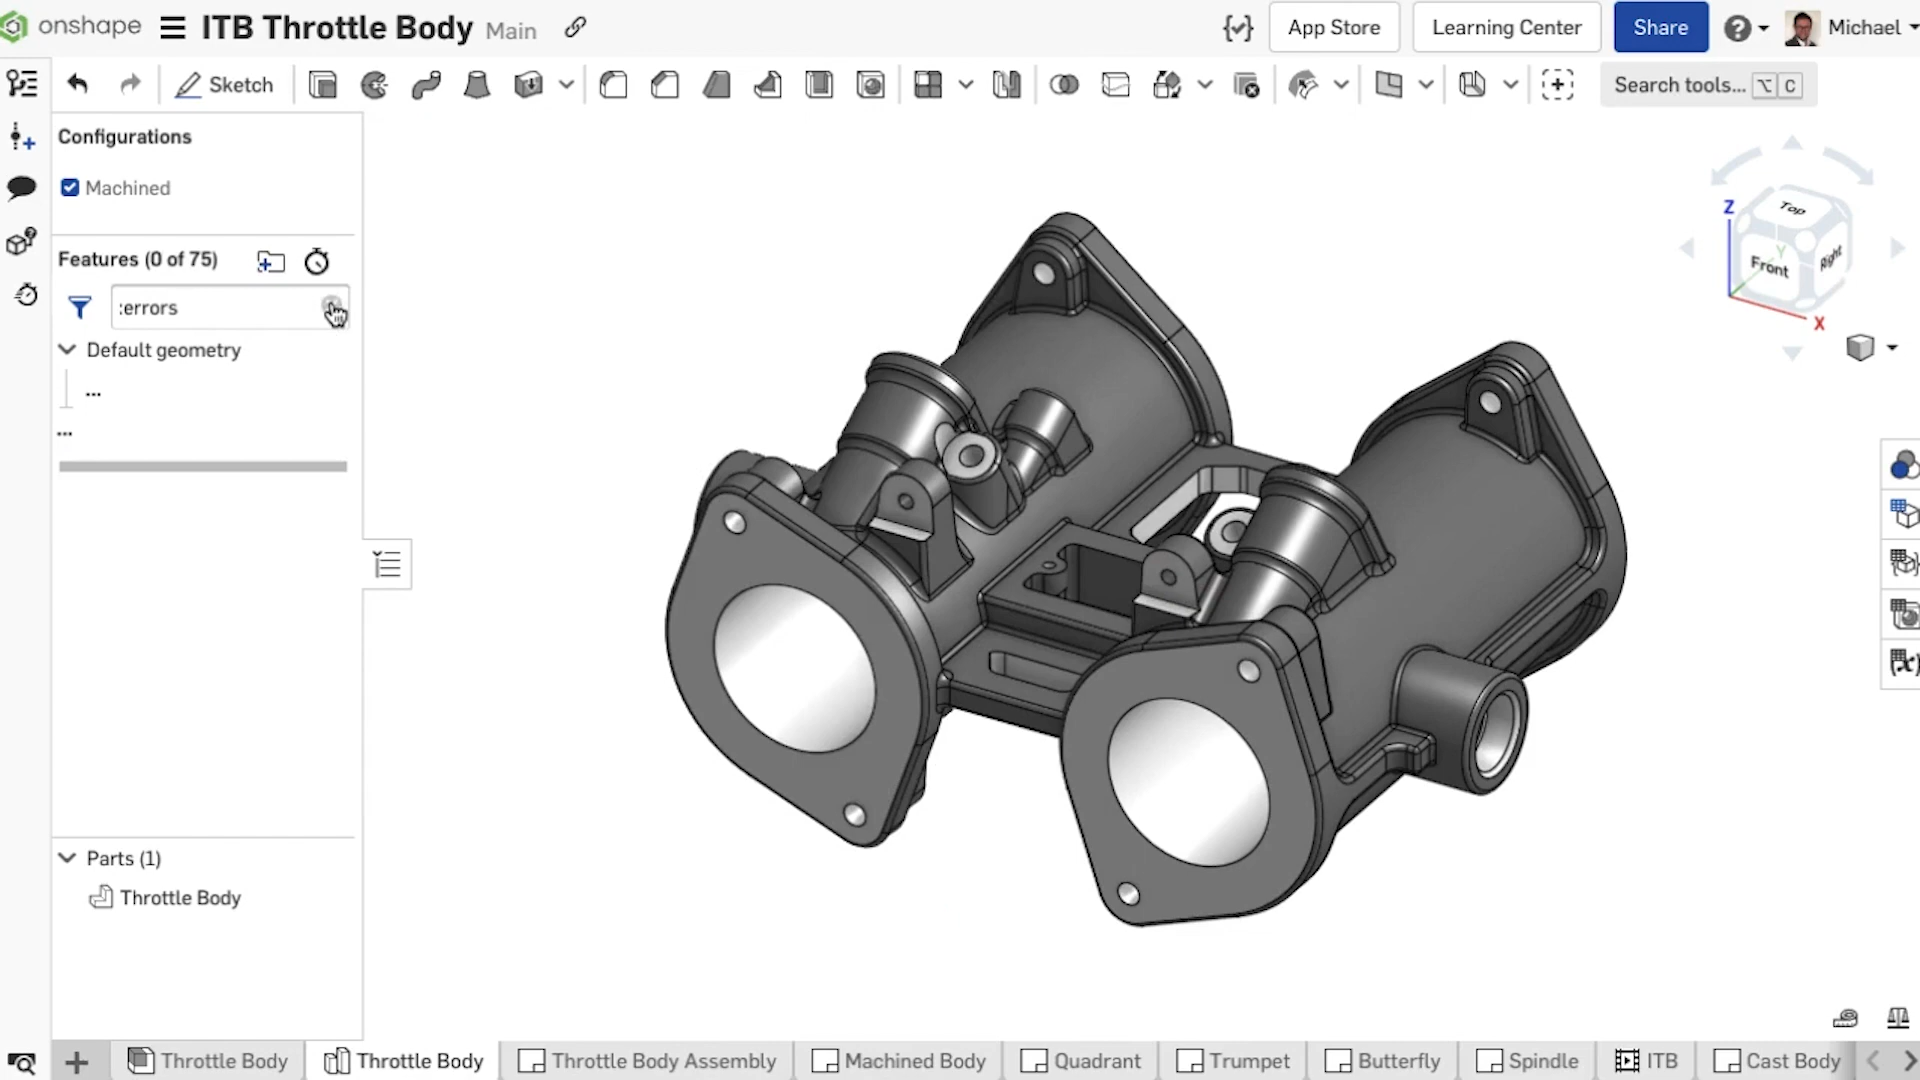 onshape ITB Throttle Body Main App Store Learning Center Share Michael
Sketch Search tools... ⌥ C
Configurations
Machined
Features (0 of 75)
:errors
Default geometry
...
...
Parts (1)
Throttle Body
Z
Top
Front
Y
Right
X
Throttle Body Throttle Body Throttle Body Assembly Machined Body Quadrant Trumpet Butterfly Spindle ITB Cast Body